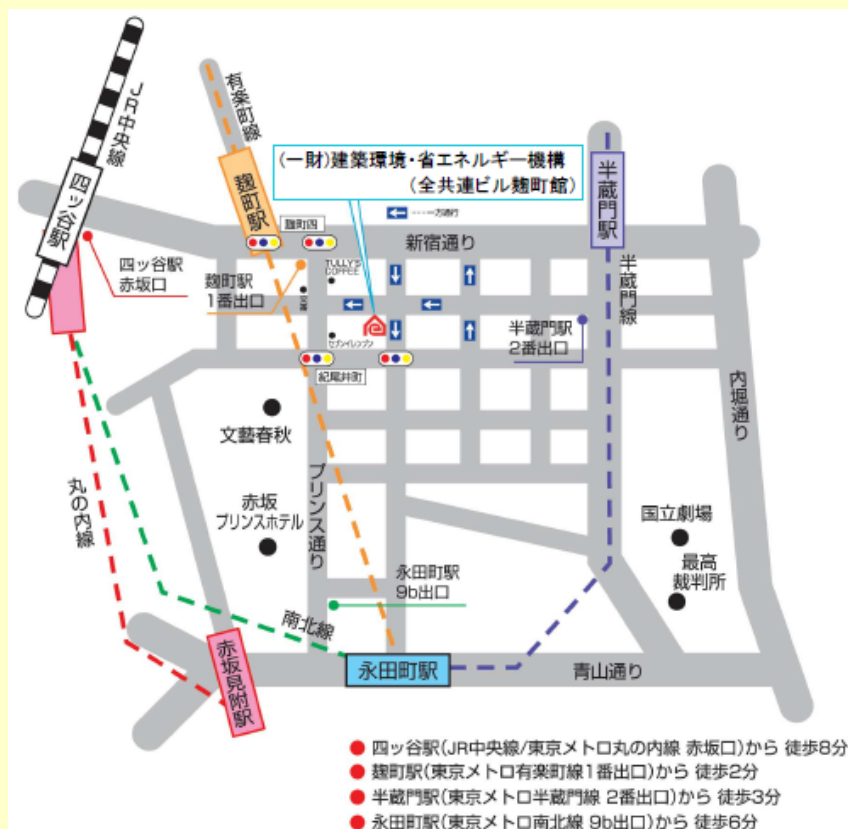 JR中央線
有楽町線
(一財)建築環境・省エネルギー機構
(全共連ビル麹町館)
四ッ谷駅
麹町駅
半蔵門駅
一方通行
麹町四
新宿通り
四ッ谷駅
赤坂口
麹町駅
1番出口
TULLY'S
COFFEE
交番
半蔵門線
半蔵門駅
2番出口
セブンイレブン
紀尾井町
内堀通り
文藝春秋
プリンス通り
丸の内線
赤坂
プリンスホテル
国立劇場
最高
裁判所
永田町駅
9b出口
南北線
赤坂見附駅
永田町駅
青山通り
● 四ッ谷駅(JR中央線/東京メトロ丸の内線 赤坂口)から 徒歩8分
● 麹町駅(東京メトロ有楽町線1番出口)から 徒歩2分
● 半蔵門駅(東京メトロ半蔵門線 2番出口)から 徒歩3分
● 永田町駅(東京メトロ南北線 9b出口)から 徒歩6分